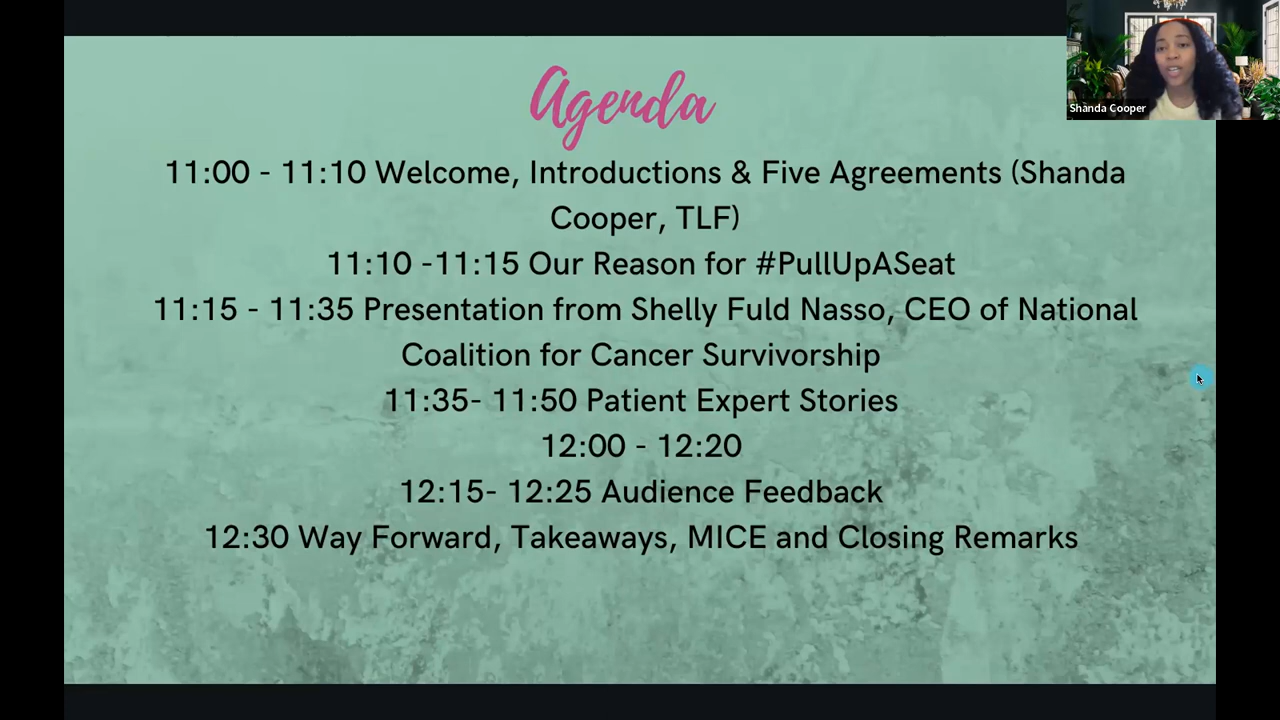 Agenda
11:00 - 11:10 Welcome, Introductions & Five Agreements (Shanda
Cooper, TLF)
11:10 -11:15 Our Reason for #PullUpASeat
11:15 - 11:35 Presentation from Shelly Fuld Nasso, CEO of National
Coalition for Cancer Survivorship
11:35- 11:50 Patient Expert Stories
12:00 - 12:20
12:15- 12:25 Audience Feedback
12:30 Way Forward, Takeaways, MICE and Closing Remarks
Shanda Cooper